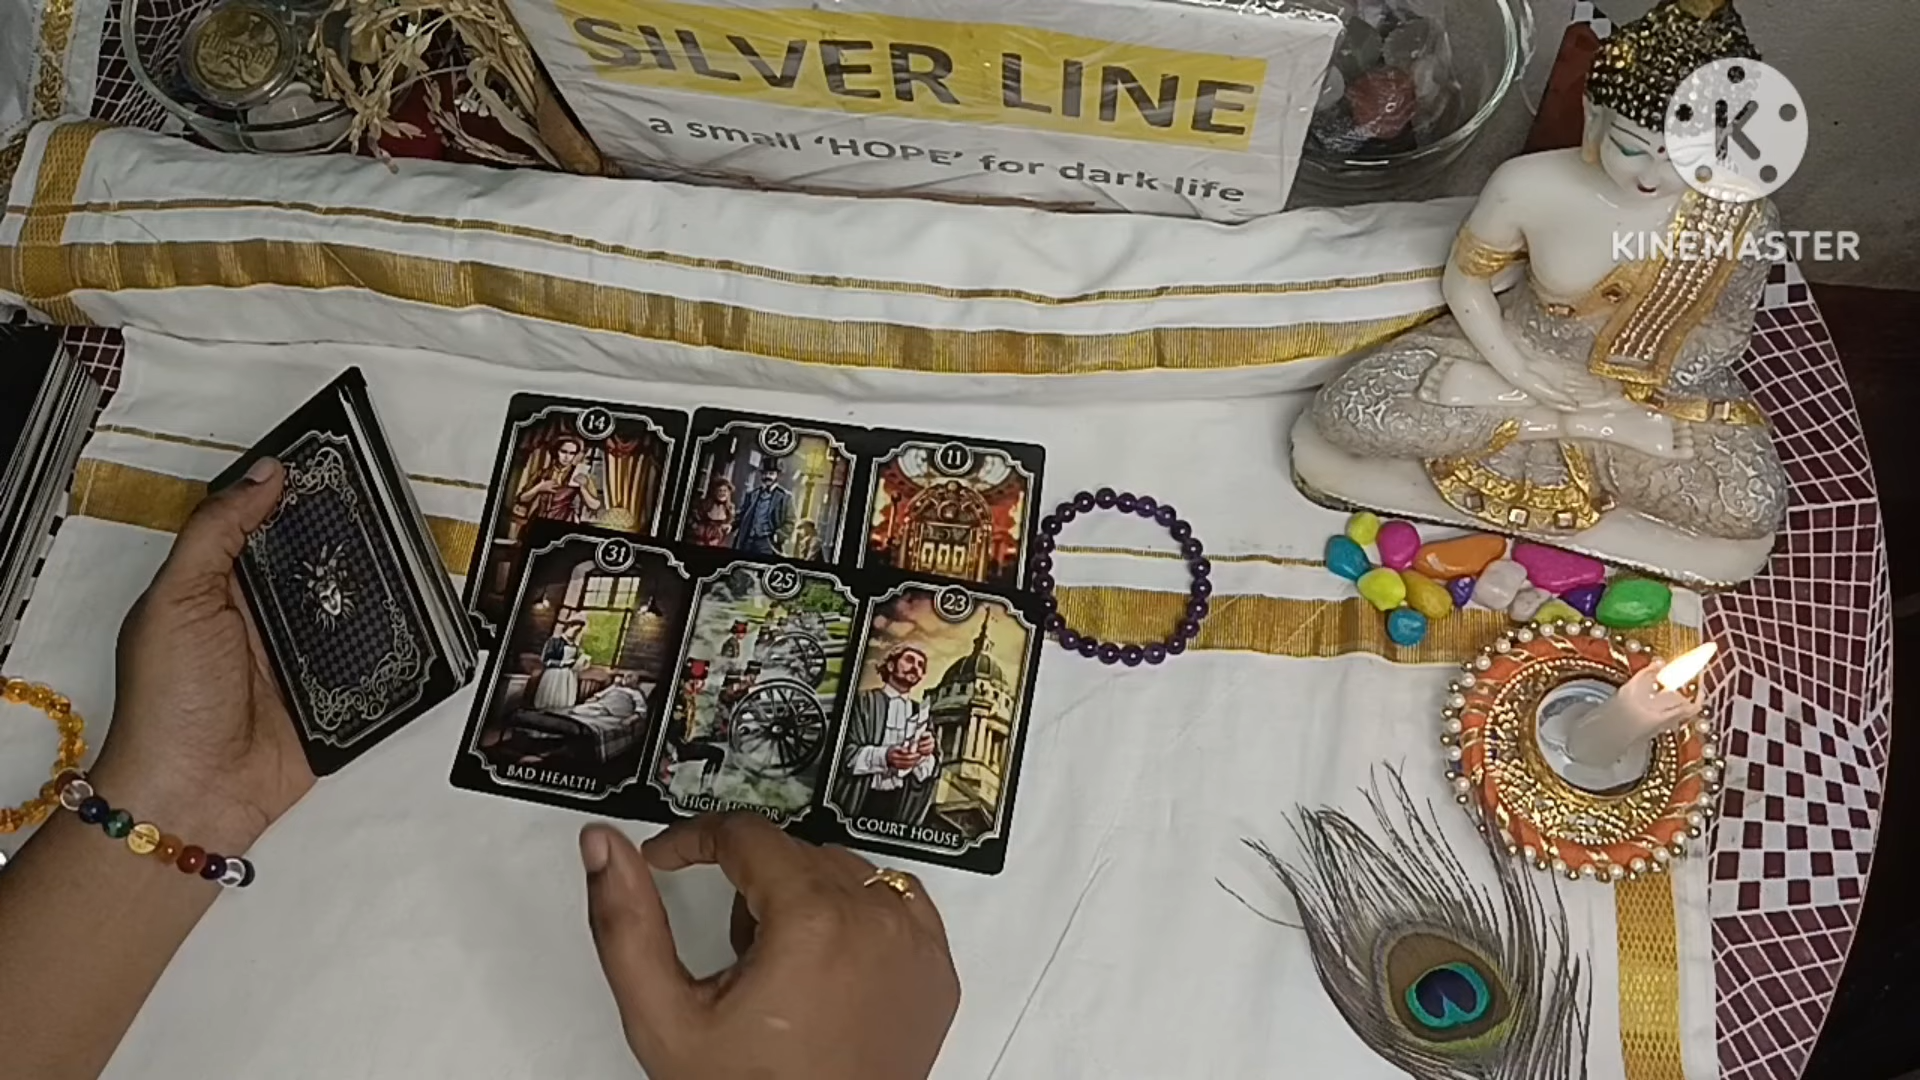 SILVER LINE
a small 'HOPE' for dark life
K
KINEMASTER
14
24
11
31
25
23
BAD HEALTH
HIGH HONOR
COURT HOUSE